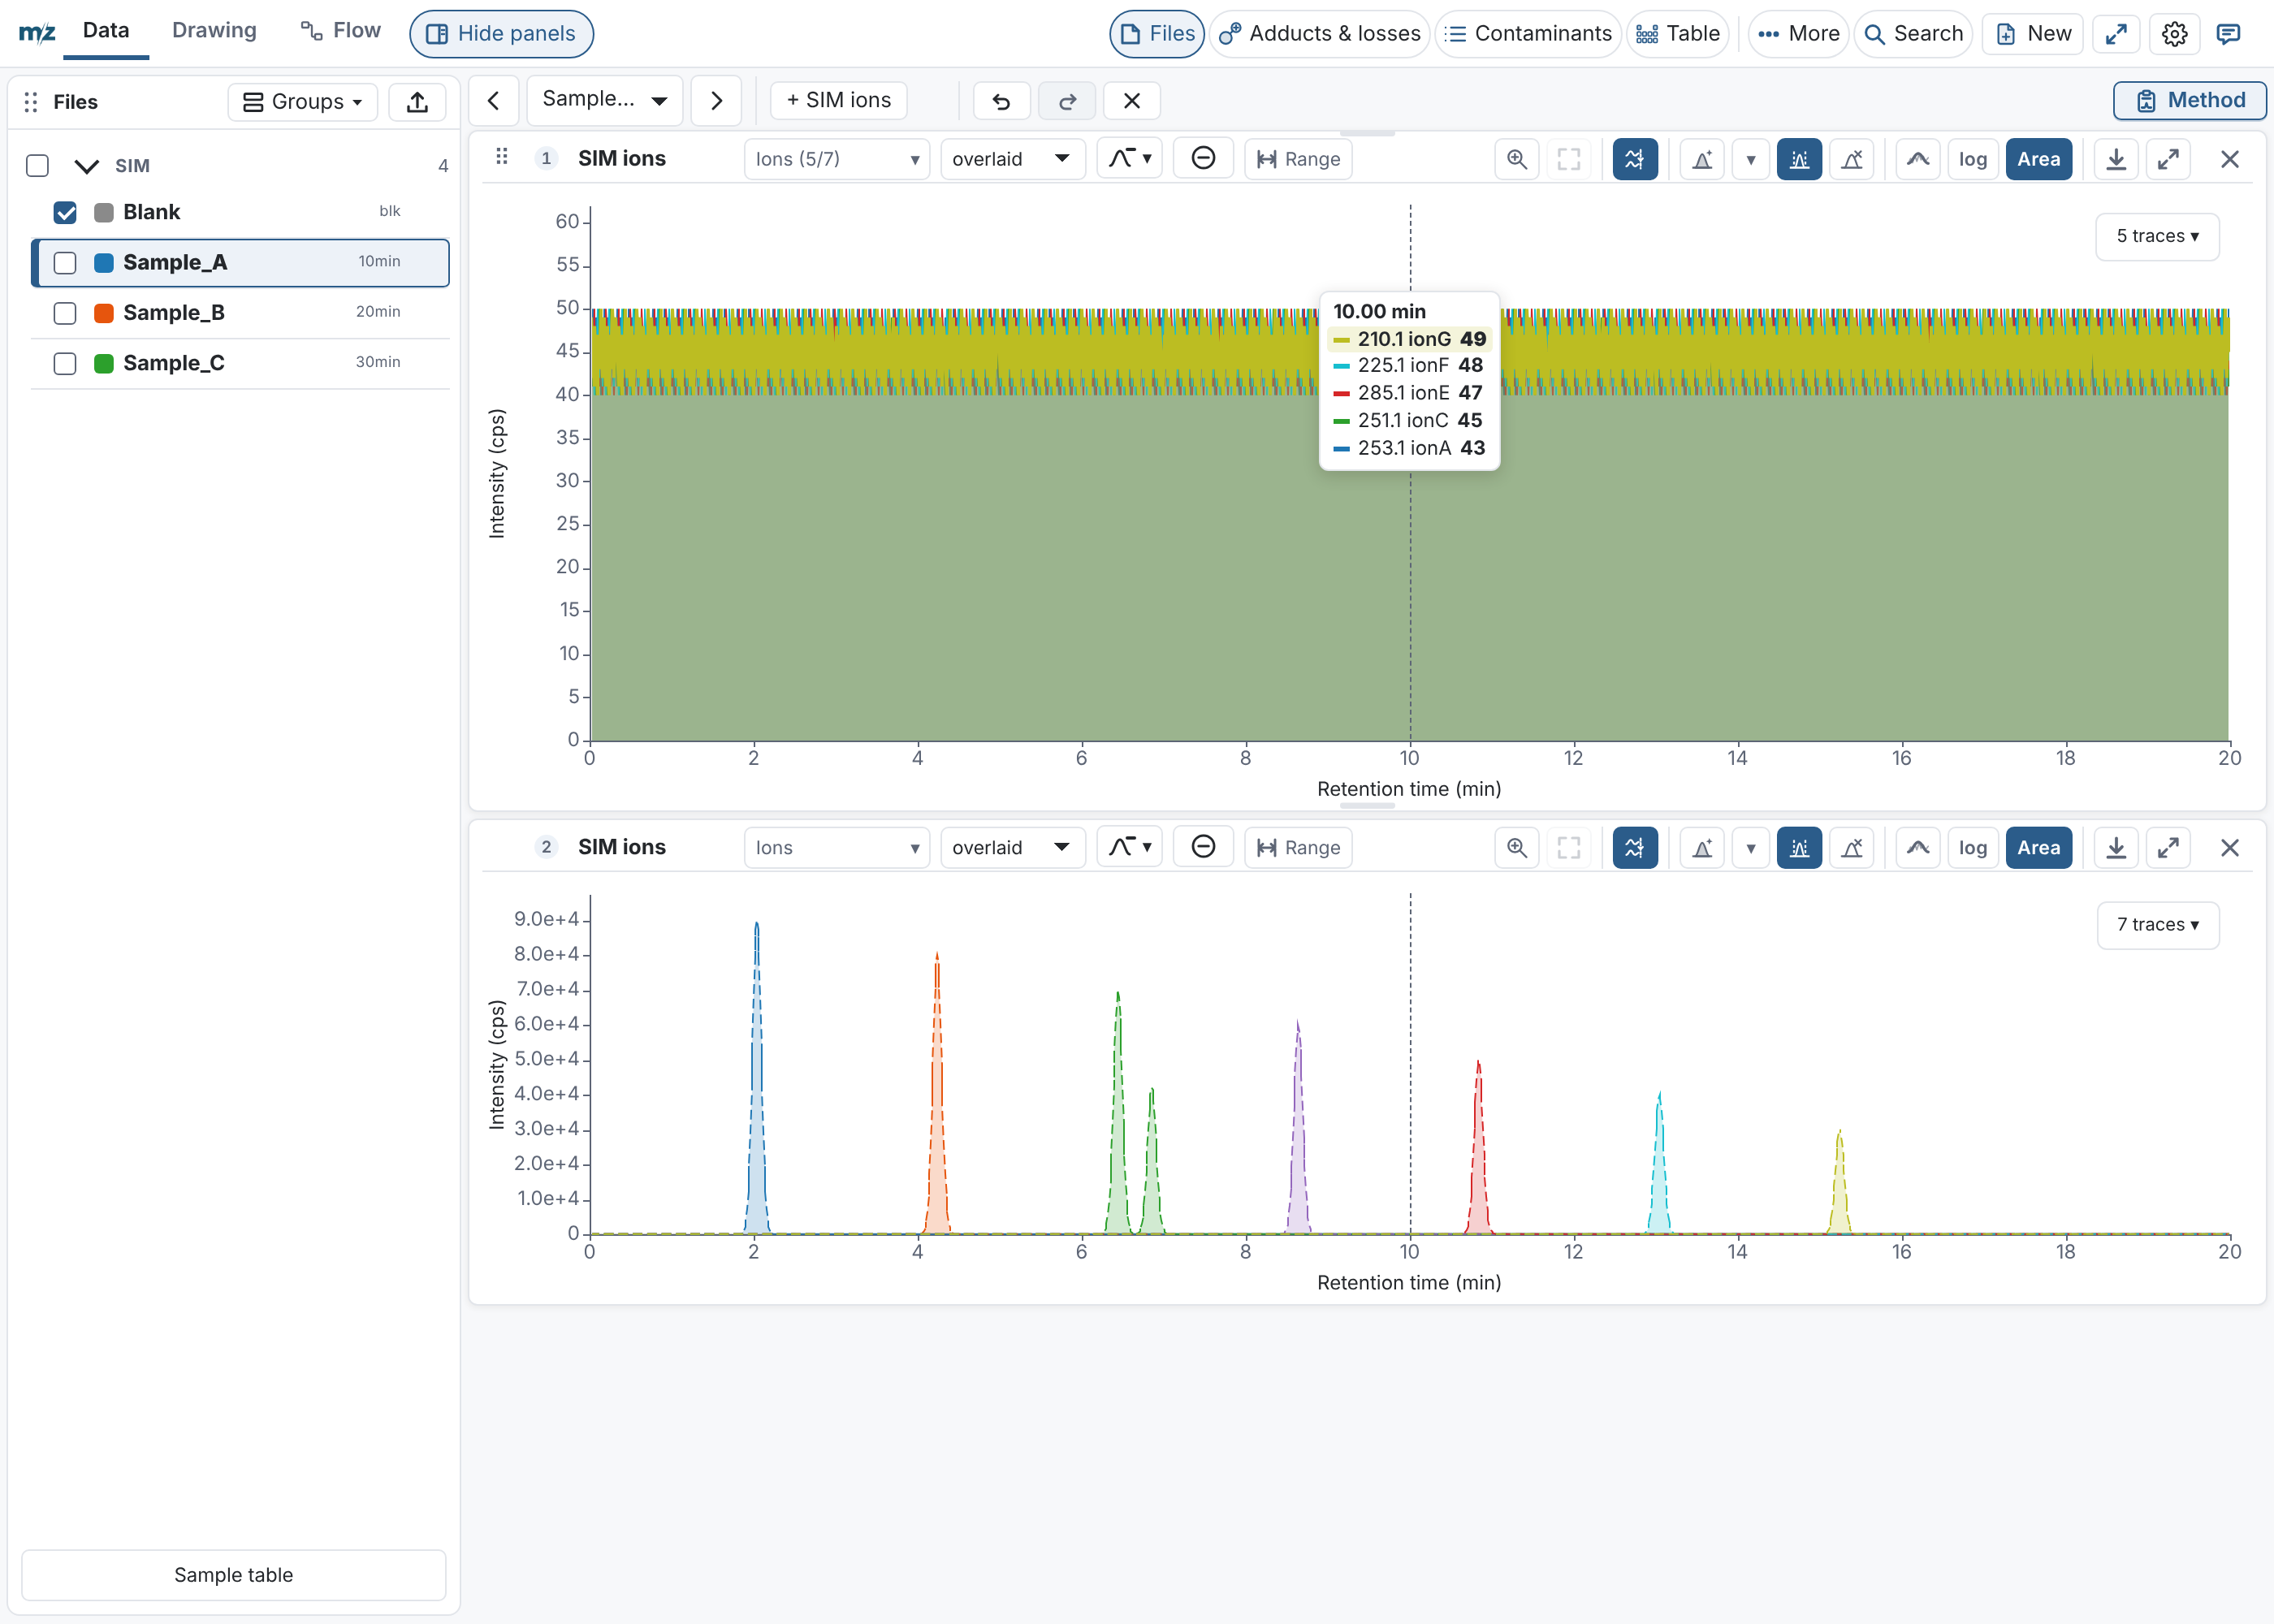 m/z Data Drawing Flow Hide panels Files Adducts & losses Contaminants Table More Search New
Files Groups
SIM 4
Blank blk
Sample_A 10min
Sample_B 20min
Sample_C 30min
Sample table
Sample... + SIM ions Method
1 SIM ions Ions (5/7) overlaid Range log Area
5 traces
Intensity (cps)
60
55
50
45
40
35
30
25
20
15
10
5
0
10.00 min
210.1 ionG 49
225.1 ionF 48
285.1 ionE 47
251.1 ionC 45
253.1 ionA 43
0 2 4 6 8 10 12 14 16 18 20
Retention time (min)
2 SIM ions Ions overlaid Range log Area
7 traces
Intensity (cps)
9.0e+4
8.0e+4
7.0e+4
6.0e+4
5.0e+4
4.0e+4
3.0e+4
2.0e+4
1.0e+4
0
0 2 4 6 8 10 12 14 16 18 20
Retention time (min)